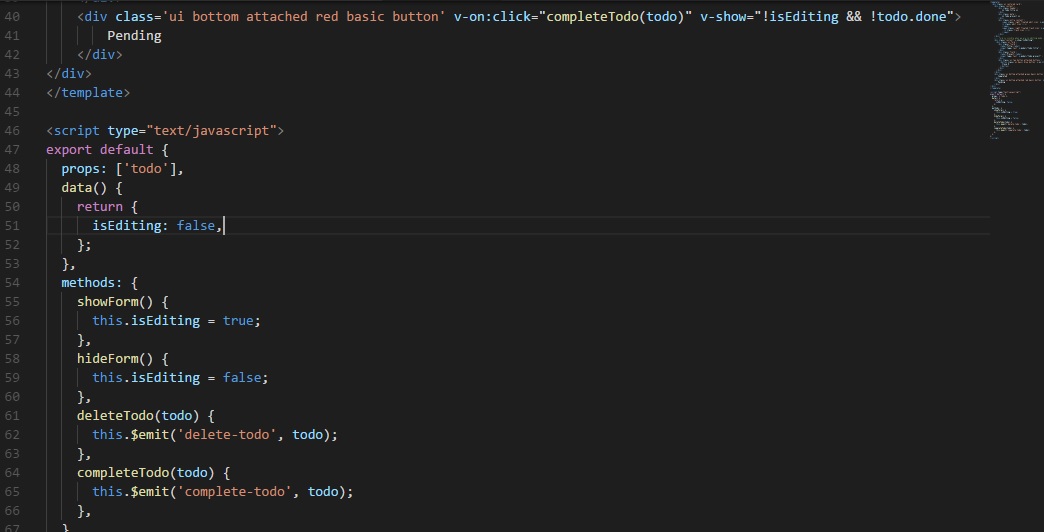 40 <div class='ui bottom attached red basic button' v-on:click="completeTodo(todo)" v-show="!isEditing && !todo.done">
41 Pending
42 </div>
43 </div>
44 </template>
45
46 <script type="text/javascript">
47 export default {
48 props: ['todo'],
49 data() {
50 return {
51 isEditing: false,
52 };
53 },
54 methods: {
55 showForm() {
56 this.isEditing = true;
57 },
58 hideForm() {
59 this.isEditing = false;
60 },
61 deleteTodo(todo) {
62 this.$emit('delete-todo', todo);
63 },
64 completeTodo(todo) {
65 this.$emit('complete-todo', todo);
66 },
67 }